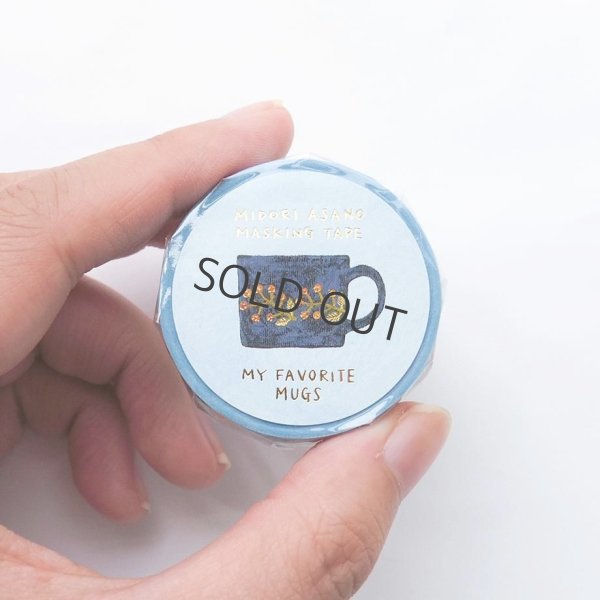 MIDORI ASANO
MASKING TAPE
SOLD OUT
MY FAVORITE
MUGS